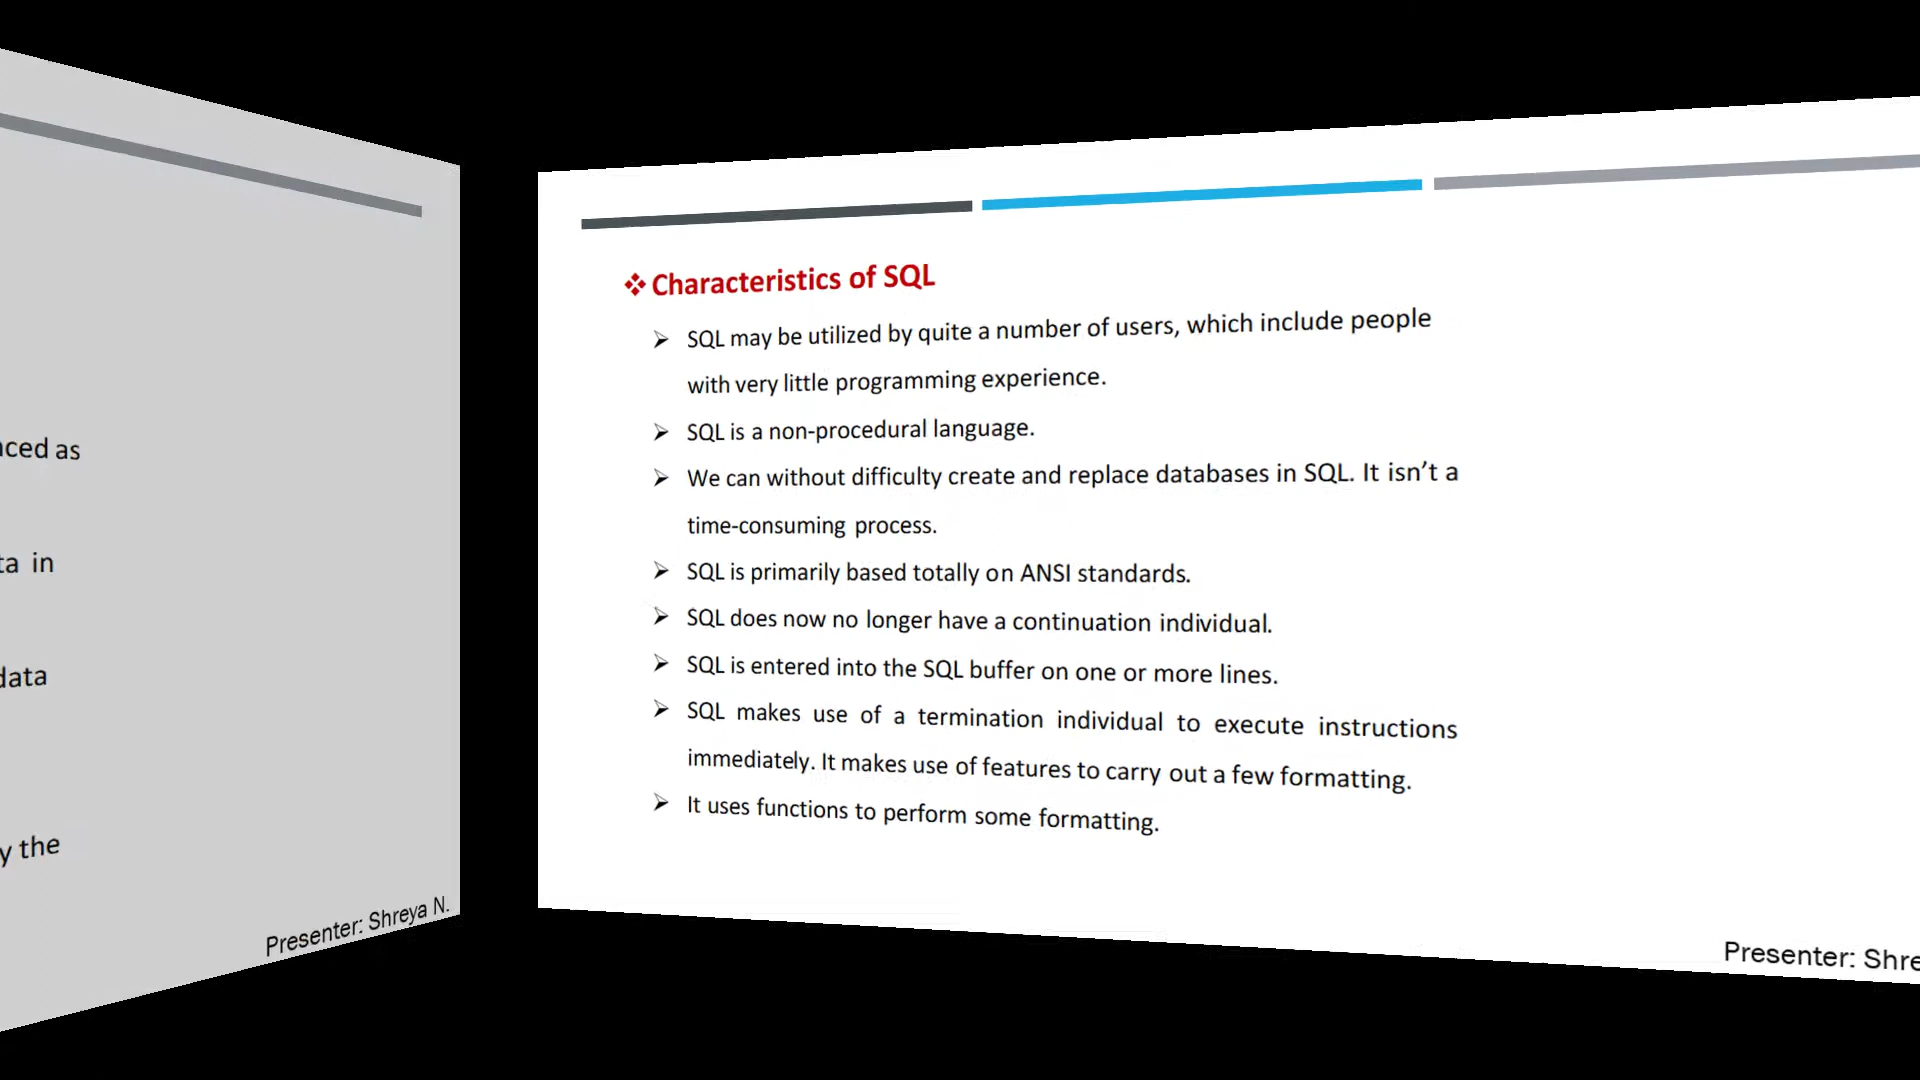 nced as
ta in
data
y the
Presenter: Shreya N.
Characteristics of SQL
SQL may be utilized by quite a number of users, which include people
with very little programming experience.
SQL is a non-procedural language.
We can without difficulty create and replace databases in SQL. It isn’t a
time-consuming process.
SQL is primarily based totally on ANSI standards.
SQL does now no longer have a continuation individual.
SQL is entered into the SQL buffer on one or more lines.
SQL makes use of a termination individual to execute instructions
immediately. It makes use of features to carry out a few formatting.
It uses functions to perform some formatting.
Presenter: Shre